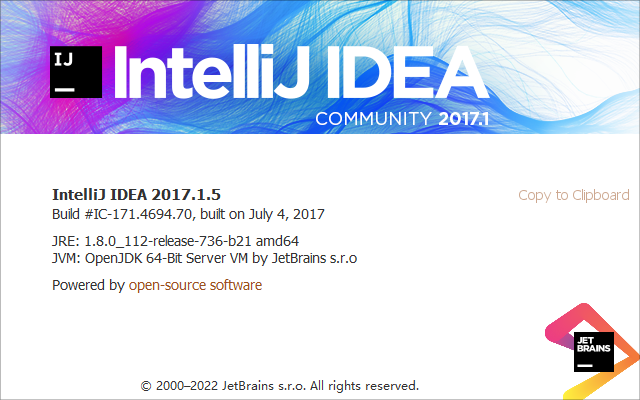 IJ
IntelliJ IDEA
COMMUNITY 2017.1
IntelliJ IDEA 2017.1.5
Copy to Clipboard
Build #IC-171.4694.70, built on July 4, 2017
JRE: 1.8.0_112-release-736-b21 amd64
JVM: OpenJDK 64-Bit Server VM by JetBrains s.r.o
Powered by open-source software
JET
BRAINS
© 2000–2022 JetBrains s.r.o. All rights reserved.